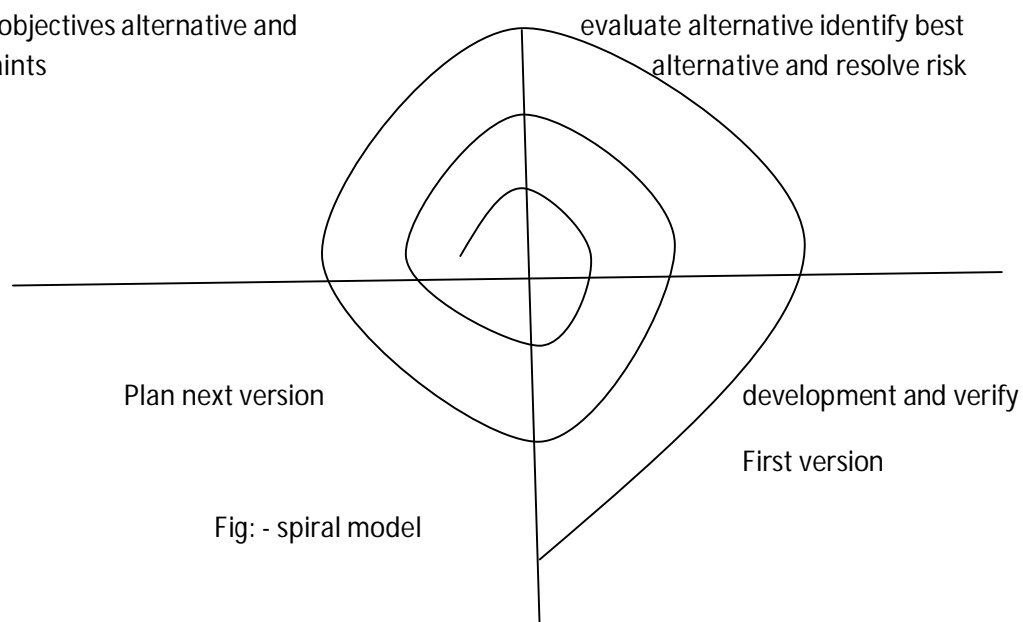 objectives alternative and
evaluate alternative identify best
alternative and resolve risk
Plan next version
development and verify
First version
Fig: - spiral model